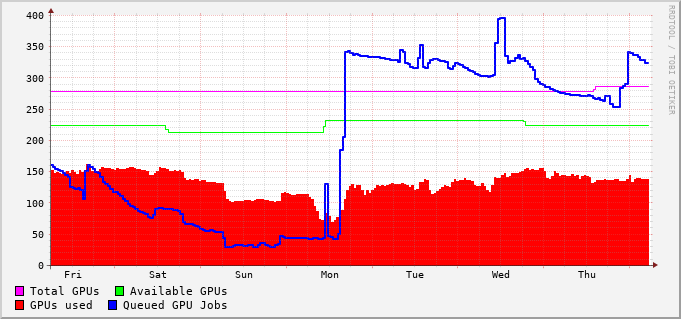 400
350
300
250
200
150
100
50
0
Fri Sat Sun Mon Tue Wed Thu
Total GPUs Available GPUs
GPUs used Queued GPU Jobs
RRDTOOL / TOBI OETIKER